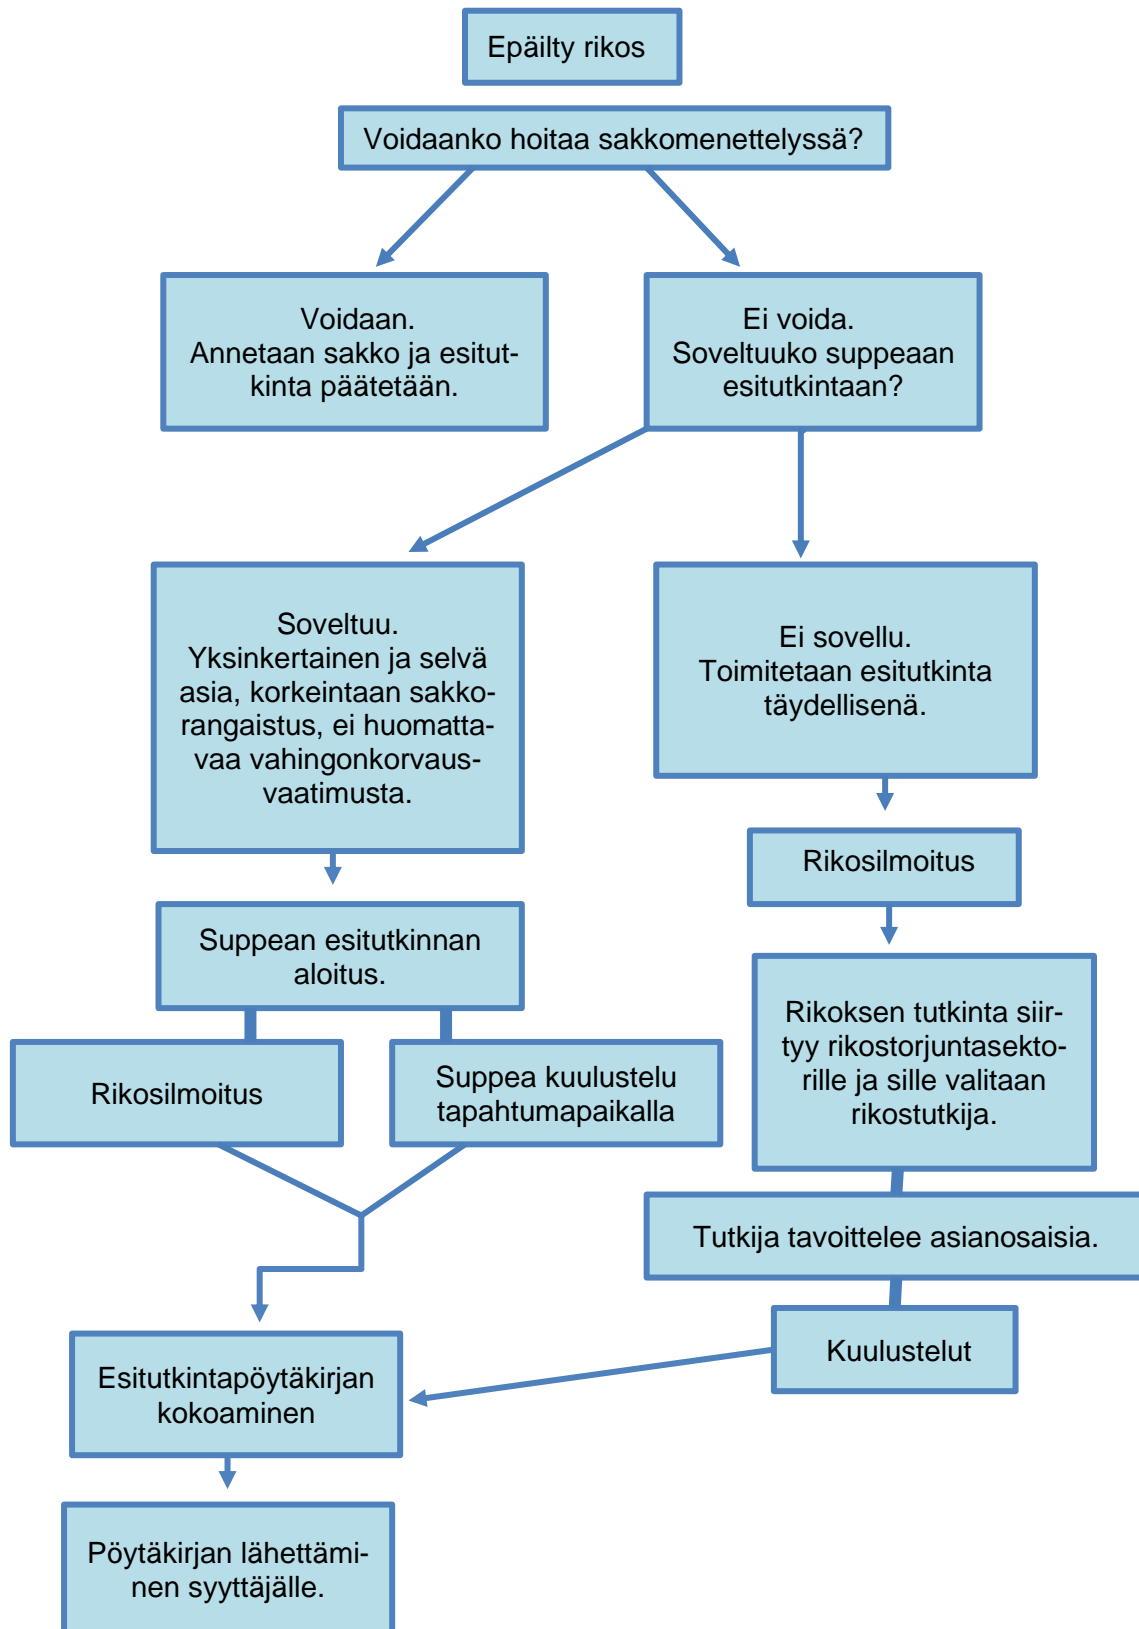 Epäilty rikos
Voidaanko hoitaa sakkomenettelyssä?
Voidaan.
Annetaan sakko ja esitut-
kinta päätetään.
Ei voida.
Soveltuuko suppeaan
esitutkintaan?
Soveltuu.
Yksinkertainen ja selvä
asia, korkeintaan sakko-
rangaistus, ei huomatta-
vaa vahingonkorvaus-
vaatimusta.
Ei sovellu.
Toimitetaan esitutkinta
täydellisenä.
Rikosilmoitus
Suppean esitutkinnan
aloitus.
Rikoksen tutkinta siir-
tyy rikostorjuntasekto-
rille ja sille valitaan
rikostutkija.
Rikosilmoitus
Suppea kuulustelu
tapahtumapaikalla
Tutkija tavoittelee asianosaisia.
Kuulustelut
Esitutkintapöytäkirjan
kokoaminen
Pöytäkirjan lähettämi-
nen syyttäjälle.